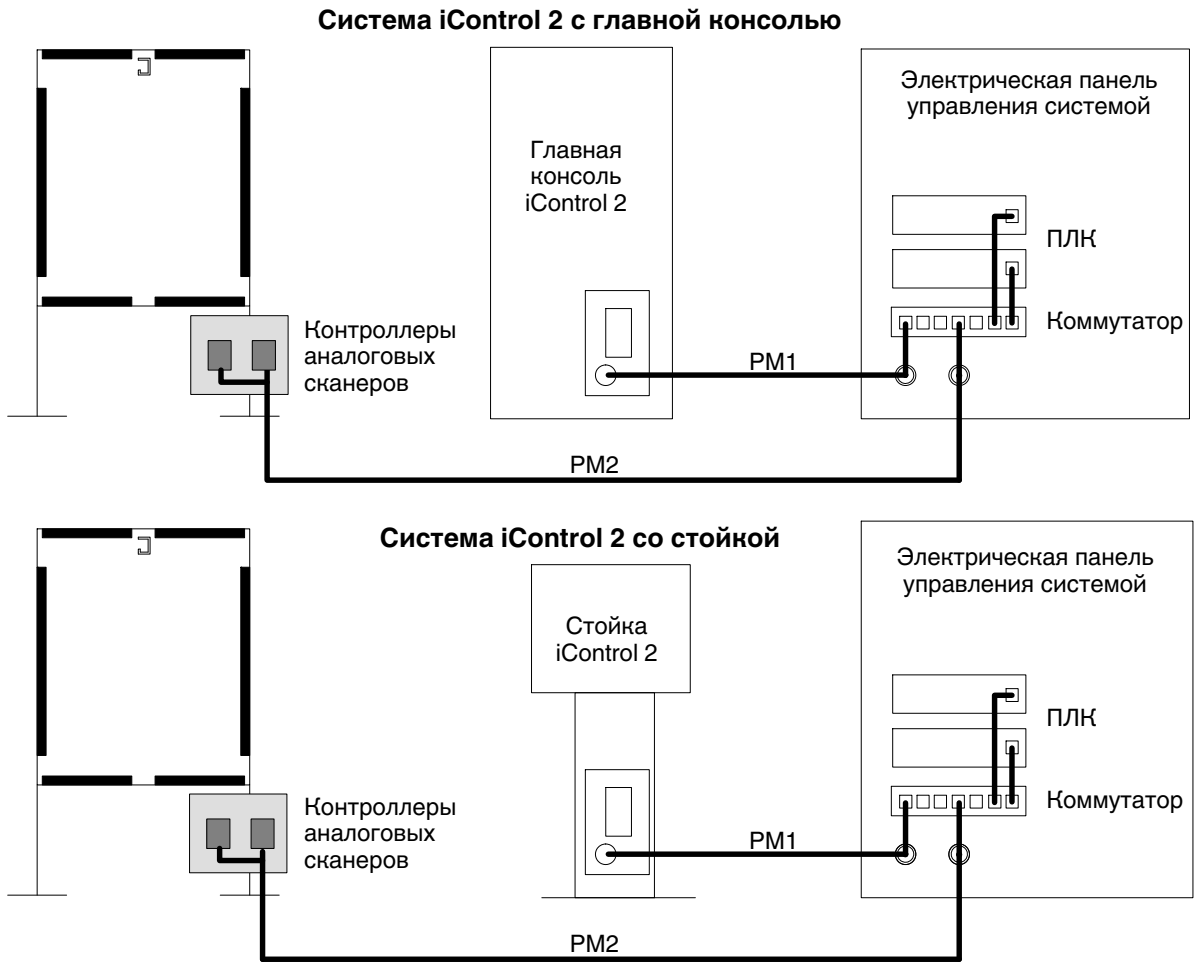 Система iControl 2 с главной консолью
Электрическая панель
управления системой
Главная
консоль
iControl 2
ПЛК
Коммутатор
Контроллеры
аналоговых
сканеров
PM1
PM2
Система iControl 2 со стойкой
Электрическая панель
управления системой
Стойка
iControl 2
ПЛК
Коммутатор
Контроллеры
аналоговых
сканеров
PM1
PM2